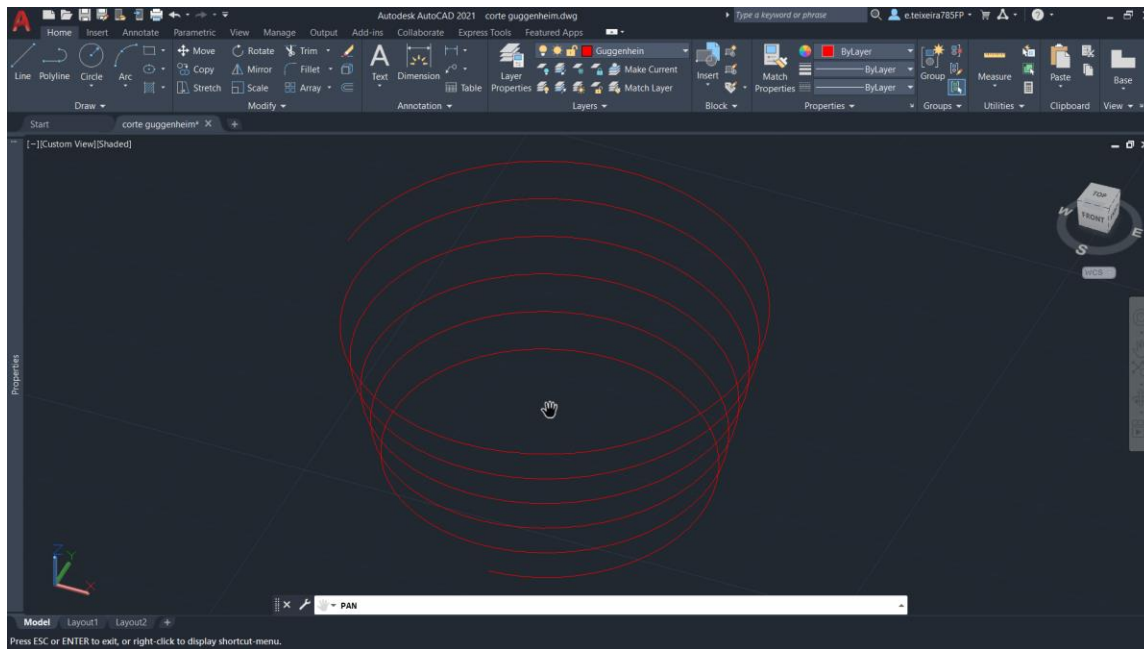 Autodesk AutoCAD 2021 corte guggenheim.dwg
Type a keyword or phrase
e.teixeira785FP
Home Insert Annotate Parametric View Manage Output Add-ins Collaborate Express Tools Featured Apps
Line Polyline Circle Arc
Move Rotate Trim
Copy Mirror Fillet
Stretch Scale Array
Text Dimension Table
Layer Properties
Guggenhein
Make Current
Match Layer
Insert
Match Properties
ByLayer
ByLayer
ByLayer
Group Measure Paste Base
Draw Modify Annotation Layers Block Properties Groups Utilities Clipboard View
Start corte guggenheim*
[−][Custom View][Shaded]
TOP
FRONT
W
S
E
WCS
Properties
Z
Y
X
PAN
Model Layout1 Layout2
Press ESC or ENTER to exit, or right-click to display shortcut-menu.